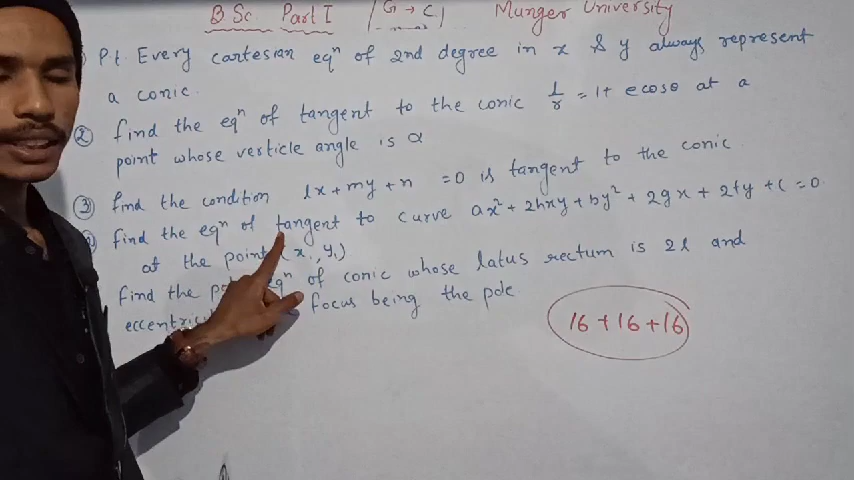 B.Sc. Part I (G → C) Munger University
P.t. Every cartesian eqⁿ of 2nd degree in x & y always represent
a conic.
② find the eqⁿ of tangent to the conic l/r = 1+ ecosθ at a
point whose verticle angle is α
③ find the condition lx+my+n =0 is tangent to the conic
find the eqⁿ of tangent to curve ax²+2hxy+by²+2gx+2fy+c=0
at the point (x₁,y₁)
find the eqⁿ of conic whose latus rectum is 2l and
eccentric focus being the pole
16+16+16